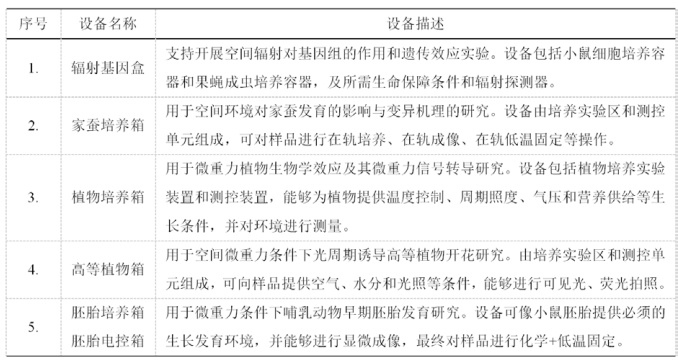 序号 设备名称 设备描述
1. 辐射基因盒 支持开展空间辐射对基因组的作用和遗传效应实验。设备包括小鼠细胞培养容
器和果蝇成虫培养容器，及所需生命保障条件和辐射探测器。
2. 家蚕培养箱 用于空间环境对家蚕发育的影响与变异机理的研究。设备由培养实验区和测控
单元组成，可对样品进行在轨培养、在轨成像、在轨低温固定等操作。
用于微重力植物生物学效应及其微重力信号转导研究。设备包括植物培养实验
3. 植物培养箱 装置和测控装置，能够为植物提供温度控制、周期照度、气压和营养供给等生
长条件，并对环境进行测量。
4. 高等植物箱 用于空间微重力条件下光周期诱导高等植物开花研究。由培养实验区和测控单
元组成，可向样品提供空气、水分和光照等条件，能够进行可见光、荧光拍照。
5. 胚胎培养箱 用于微重力条件下哺乳动物早期胚胎发育研究。设备可像小鼠胚胎提供必须的
胚胎电控箱 生长发育环境，并能够进行显微成像，最终对样品进行化学+低温固定。